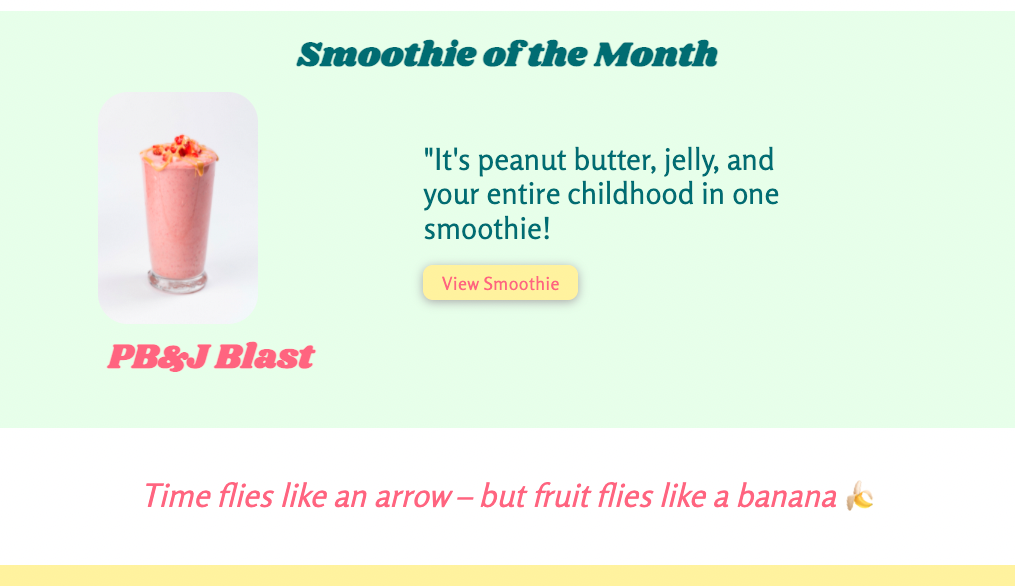 Smoothie of the Month
"It's peanut butter, jelly, and
your entire childhood in one
smoothie!
View Smoothie
PB&J Blast
Time flies like an arrow – but fruit flies like a banana 🍌